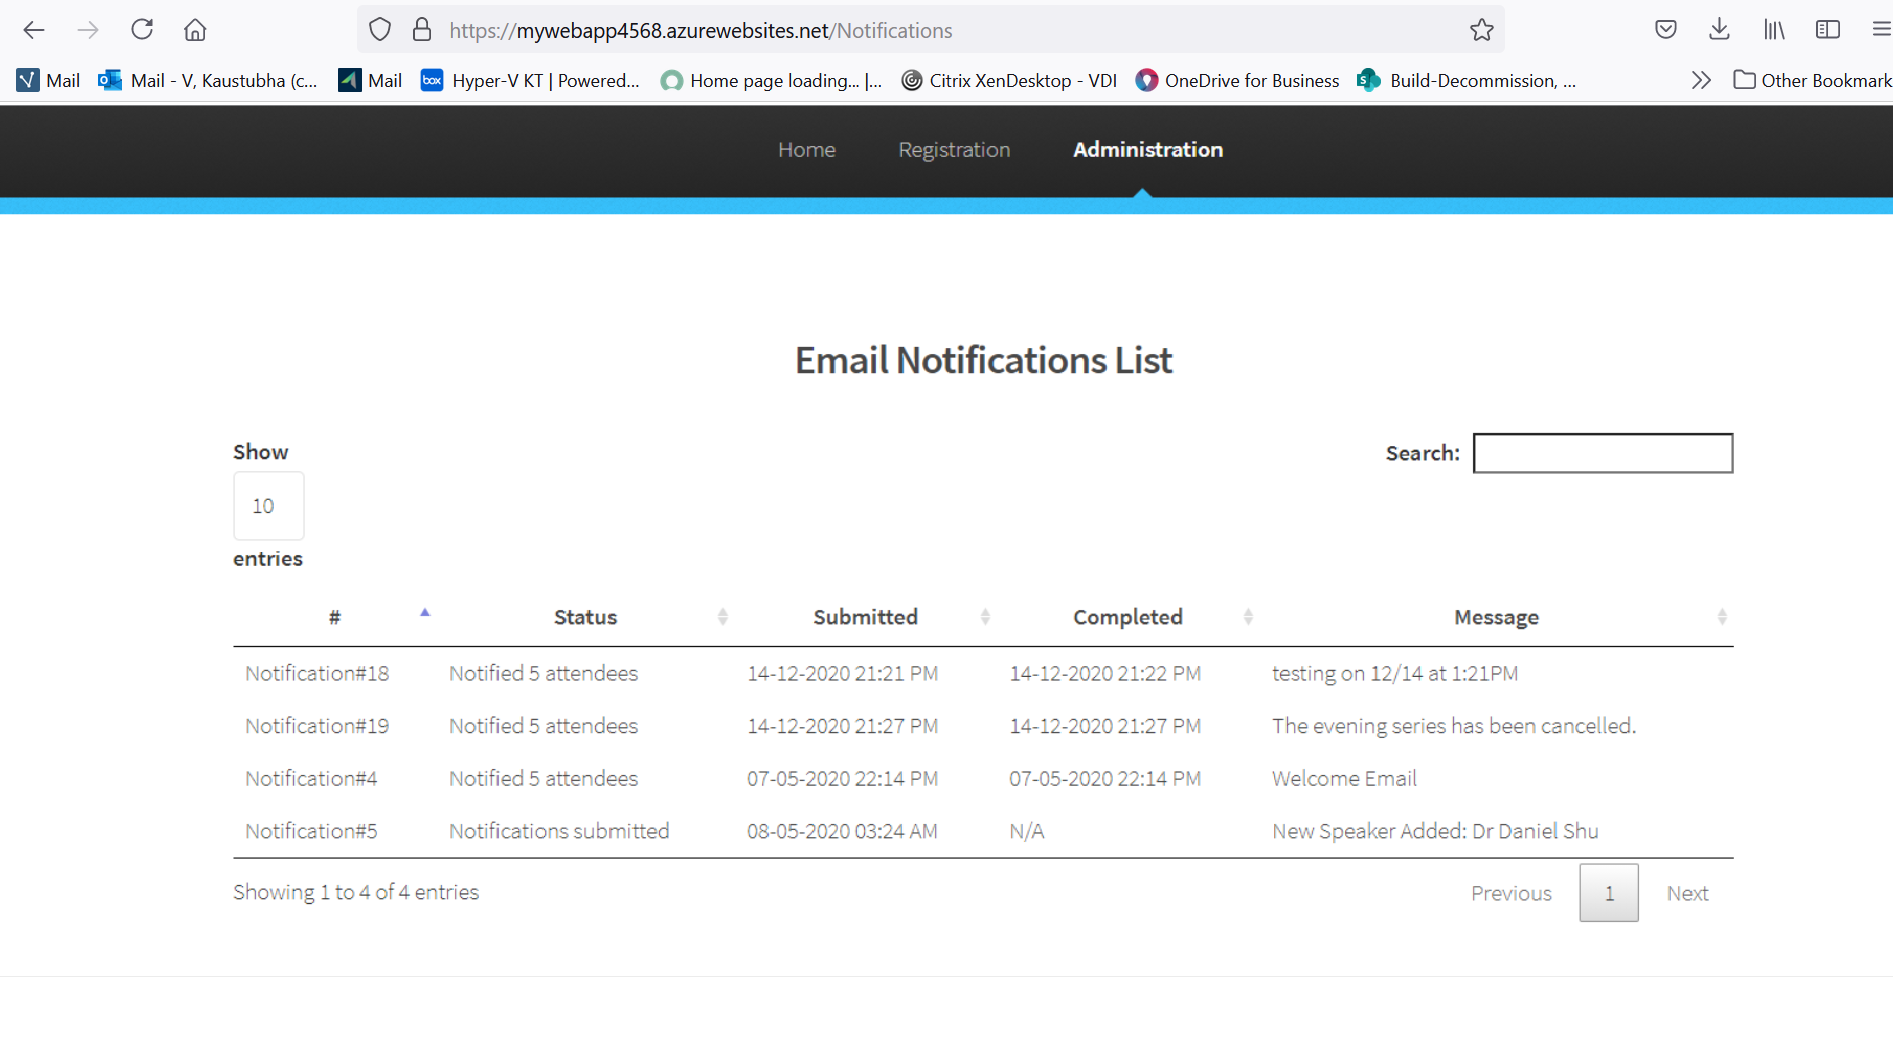 https://mywebapp4568.azurewebsites.net/Notifications
Mail Mail - V, Kaustubha (c... Mail box Hyper-V KT | Powered... Home page loading... |... Citrix XenDesktop - VDI OneDrive for Business Build-Decommission, ... Other Bookmark
Home Registration Administration
Email Notifications List
Show
Search:
10
entries
# Status Submitted Completed Message
Notification#18 Notified 5 attendees 14-12-2020 21:21 PM 14-12-2020 21:22 PM testing on 12/14 at 1:21PM
Notification#19 Notified 5 attendees 14-12-2020 21:27 PM 14-12-2020 21:27 PM The evening series has been cancelled.
Notification#4 Notified 5 attendees 07-05-2020 22:14 PM 07-05-2020 22:14 PM Welcome Email
Notification#5 Notifications submitted 08-05-2020 03:24 AM N/A New Speaker Added: Dr Daniel Shu
Showing 1 to 4 of 4 entries
Previous 1 Next